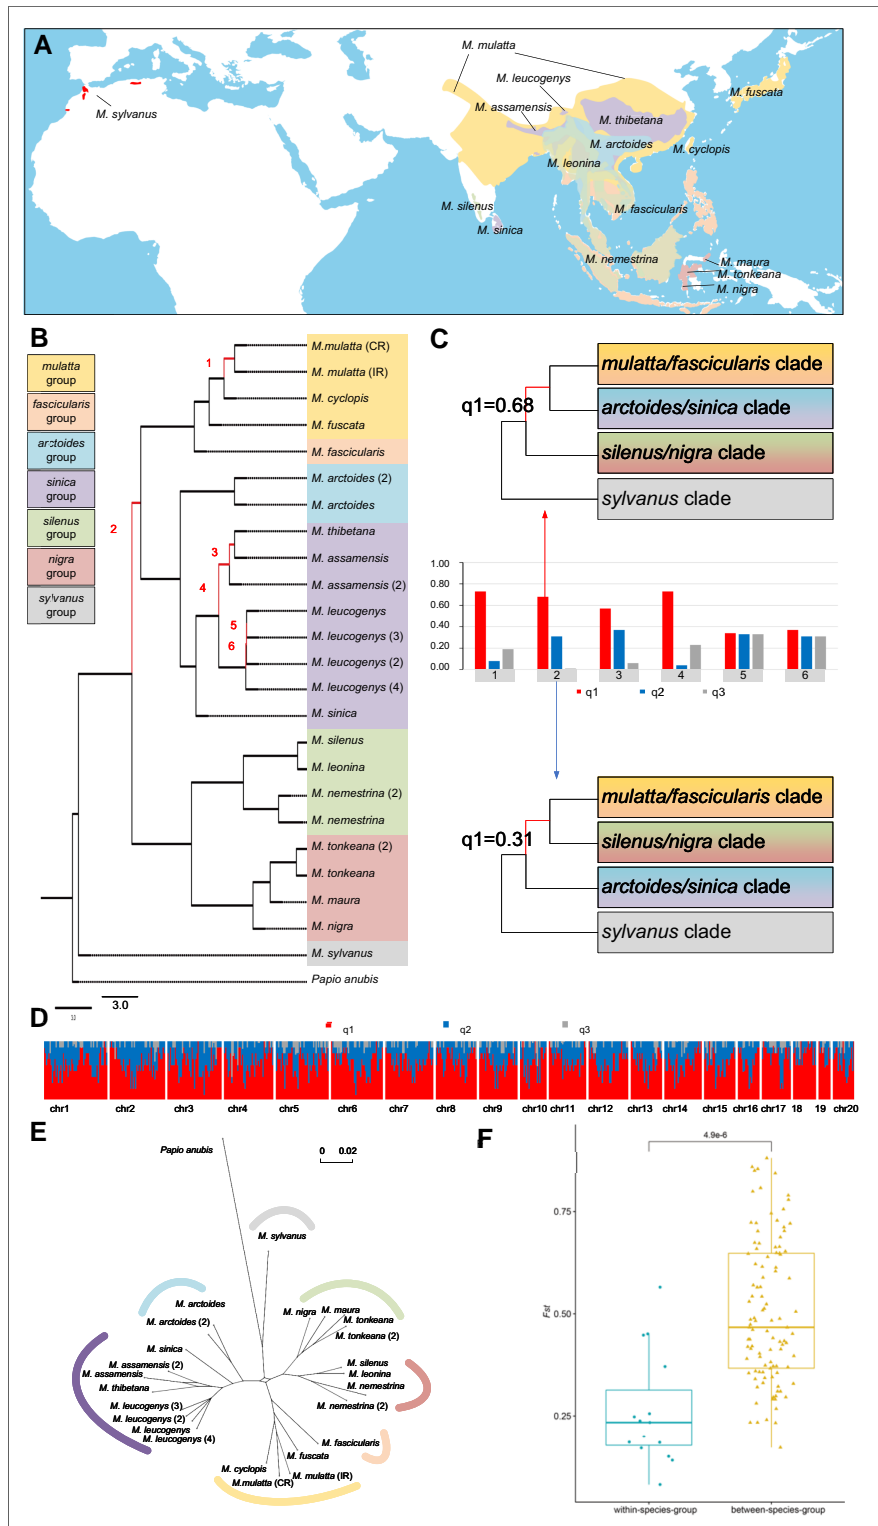 A
M. mulatta
M. leucogenys
M. fuscata
M. assamensis
M. sylvanus
M. thibetana
M. arctoides
M. cyclopis
M. leonina
M. silenus
M. fascicularis
M. sinica
M. nemestrina
M. maura
M. tonkeana
M. nigra
B
mulatta
group
fascicularis
group
arctoides
group
sinica
group
silenus
group
nigra
group
sylvanus
group
1
2
3
4
5
6
M.mulatta (CR)
M. mulatta (IR)
M. cyclopis
M. fuscata
M. fascicularis
M. arctoides (2)
M. arctoides
M. thibetana
M. assamensis
M. assamensis (2)
M. leucogenys
M. leucogenys (3)
M. leucogenys (2)
M. leucogenys (4)
M. sinica
M. silenus
M. leonina
M. nemestrina (2)
M. nemestrina
M. tonkeana (2)
M. tonkeana
M. maura
M. nigra
M. sylvanus
Papio anubis
3.0
C
mulatta/fascicularis clade
q1=0.68
arctoides/sinica clade
silenus/nigra clade
sylvanus clade
1.00
0.80
0.60
0.40
0.20
0.00
1 2 3 4 5 6
q1 q2 q3
mulatta/fascicularis clade
q1=0.31
silenus/nigra clade
arctoides/sinica clade
sylvanus clade
D
q1 q2 q3
chr1 chr2 chr3 chr4 chr5 chr6 chr7 chr8 chr9 chr10 chr11 chr12 chr13 chr14 chr15 chr16 chr17 18 19 chr20
E
Papio anubis
0 0.02
M. sylvanus
M. arctoides
M. arctoides (2)
M. sinica
M. assamensis (2)
M. assamensis
M. thibetana
M. leucogenys (3)
M. leucogenys (2)
M. leucogenys
M. leucogenys (4)
M. nigra
M. maura
M. tonkeana
M. tonkeana (2)
M. silenus
M. leonina
M. nemestrina
M. nemestrina (2)
M. fascicularis
M. fuscata
M. mulatta (IR)
M. cyclopis
M.mulatta (CR)
F
4.9e-6
0.75
0.50
0.25
Fst
within-species-group
between-species-group